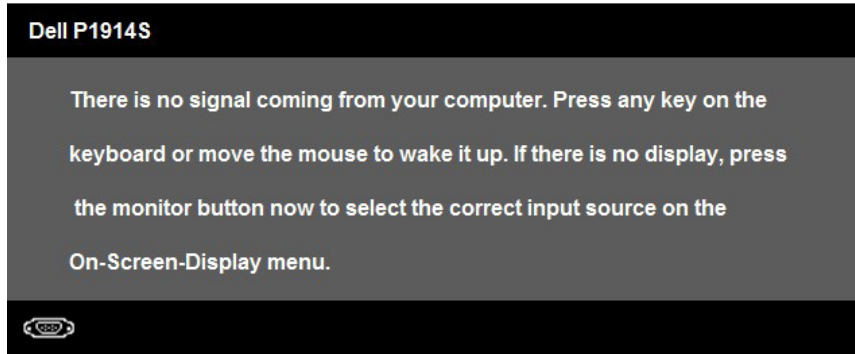 Dell P1914S
There is no signal coming from your computer. Press any key on the
keyboard or move the mouse to wake it up. If there is no display, press
the monitor button now to select the correct input source on the
On-Screen-Display menu.